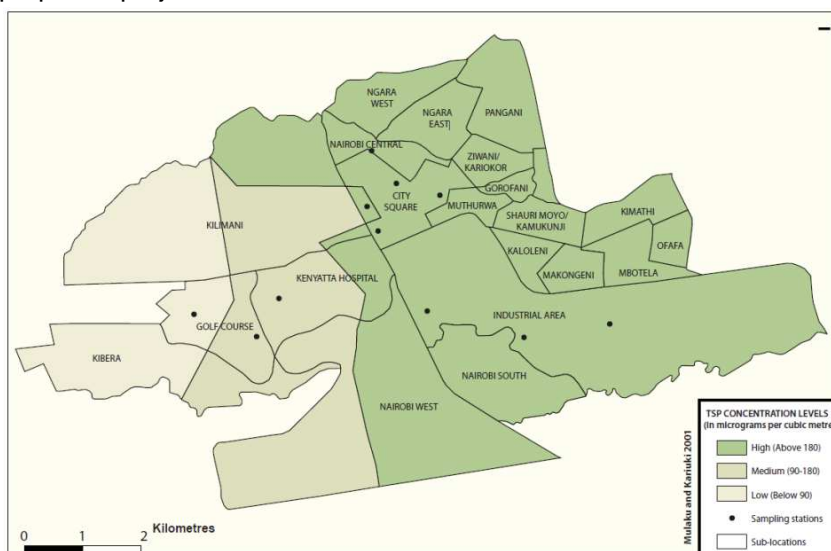 NGARA
WEST
NGARA
EAST
PANGANI
NAIROBI CENTRAL
ZIWANI/
KARIOKOR
GOROFANI
CITY
SQUARE
MUTHURWA
SHAURI MOYO/
KAMUKUNJI
KIMATHI
OFAFA
KILIMANI
KALOLENI
MAKONGENI
MBOTELA
KENYATTA HOSPITAL
GOLF COURSE
INDUSTRIAL AREA
KIBERA
NAIROBI SOUTH
NAIROBI WEST
Mulaku and Kariuki 2001
TSP CONCENTRATION LEVELS
(In micrograms per cubic metre
High (Above 180)
Medium (90-180)
Low (Below 90)
Sampling stations
Sub-locations
Kilometres
0 1 2